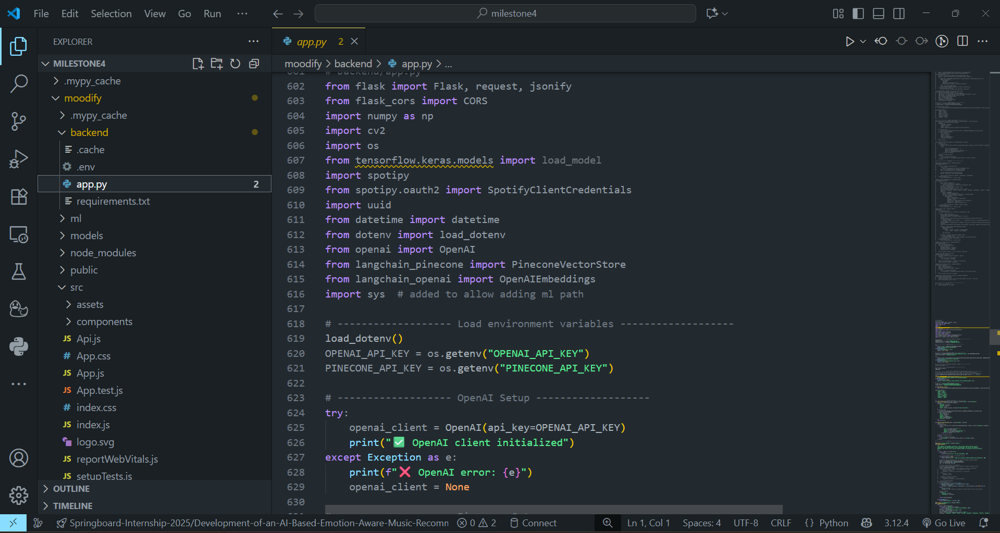 File Edit Selection View Go Run ···
milestone4
EXPLORER
MILESTONE4
.mypy_cache
moodify
.mypy_cache
backend
.cache
.env
app.py 2
requirements.txt
ml
models
node_modules
public
src
assets
components
JS Api.js
# App.css
JS App.js
JS App.test.js
# index.css
JS index.js
logo.svg
JS reportWebVitals.js
JS setupTests.js
OUTLINE
TIMELINE
app.py 2
moodify > backend > app.py > ...
601 # backend/app.py
602 from flask import Flask, request, jsonify
603 from flask_cors import CORS
604 import numpy as np
605 import cv2
606 import os
607 from tensorflow.keras.models import load_model
608 import spotipy
609 from spotipy.oauth2 import SpotifyClientCredentials
610 import uuid
611 from datetime import datetime
612 from dotenv import load_dotenv
613 from openai import OpenAI
614 from langchain_pinecone import PineconeVectorStore
615 from langchain_openai import OpenAIEmbeddings
616 import sys  # added to allow adding ml path
617
618 # ------------------- Load environment variables -------------------
619 load_dotenv()
620 OPENAI_API_KEY = os.getenv("OPENAI_API_KEY")
621 PINECONE_API_KEY = os.getenv("PINECONE_API_KEY")
622
623 # ------------------- OpenAI Setup -------------------
624 try:
625     openai_client = OpenAI(api_key=OPENAI_API_KEY)
626     print("✅ OpenAI client initialized")
627 except Exception as e:
628     print(f"❌ OpenAI error: {e}")
629     openai_client = None
630
Springboard-Internship-2025/Development-of-an-AI-Based-Emotion-Aware-Music-Recomn 0 2 Connect Ln 1, Col 1 Spaces: 4 UTF-8 CRLF {} Python 3.12.4 Go Live